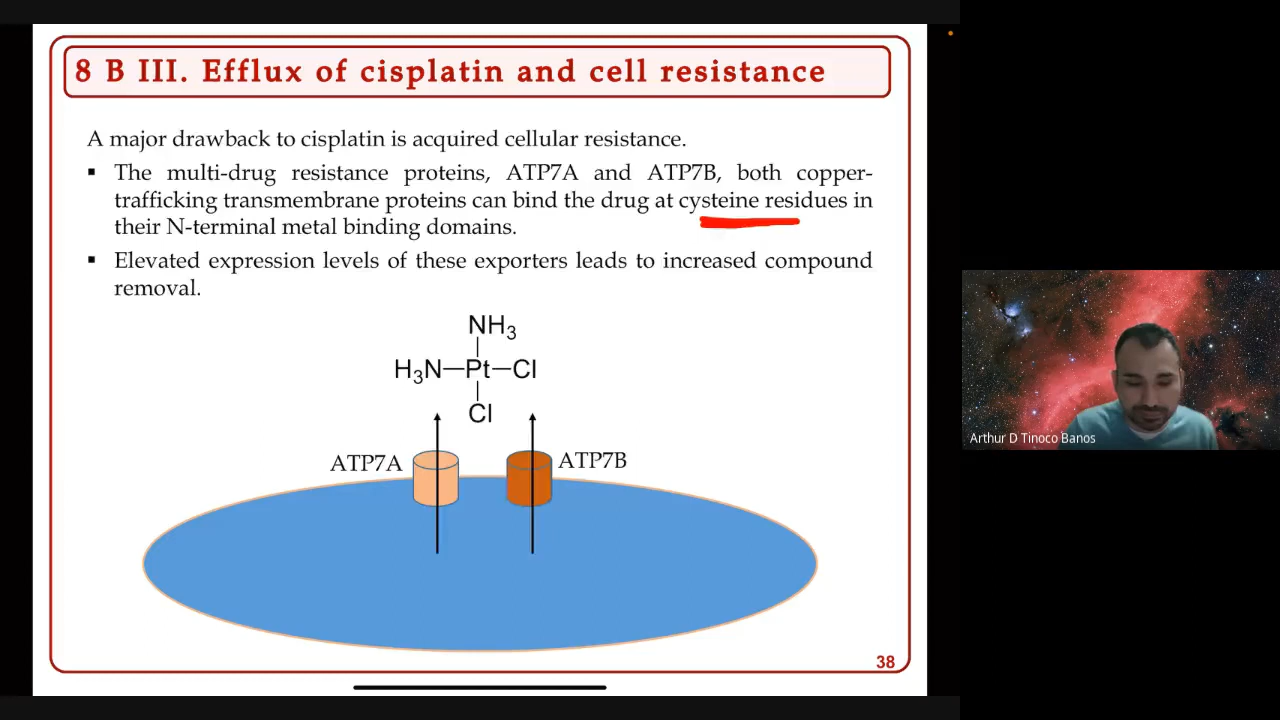 8 B III. Efflux of cisplatin and cell resistance
A major drawback to cisplatin is acquired cellular resistance.
▪ The multi-drug resistance proteins, ATP7A and ATP7B, both copper-
trafficking transmembrane proteins can bind the drug at cysteine residues in
their N-terminal metal binding domains.
▪ Elevated expression levels of these exporters leads to increased compound
removal.
NH3
H3N—Pt—Cl
Cl
ATP7A
ATP7B
Arthur D Tinoco Banos
38